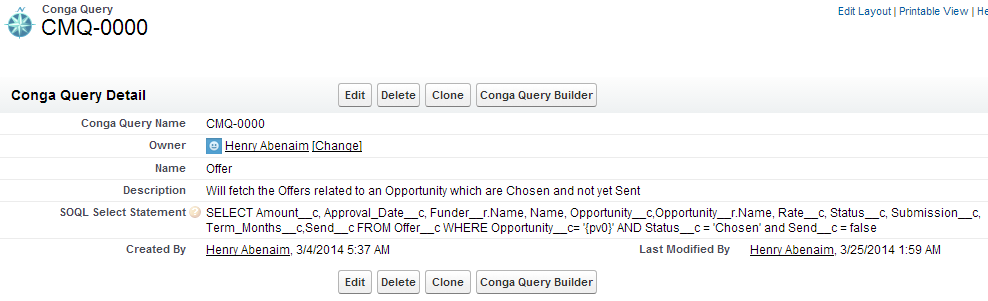 Conga Query
CMQ-0000
Edit Layout | Printable View | He
Conga Query Detail
Edit Delete Clone Conga Query Builder
Conga Query Name CMQ-0000
Owner Henry Abenaim [Change]
Name Offer
Description Will fetch the Offers related to an Opportunity which are Chosen and not yet Sent
SOQL Select Statement SELECT Amount__c, Approval_Date__c, Funder__r.Name, Name, Opportunity__c,Opportunity__r.Name, Rate__c, Status__c, Submission__c,
Term_Months__c,Send__c FROM Offer__c WHERE Opportunity__c= '{pv0}' AND Status__c = 'Chosen' and Send__c = false
Created By Henry Abenaim, 3/4/2014 5:37 AM Last Modified By Henry Abenaim, 3/25/2014 1:59 AM
Edit Delete Clone Conga Query Builder